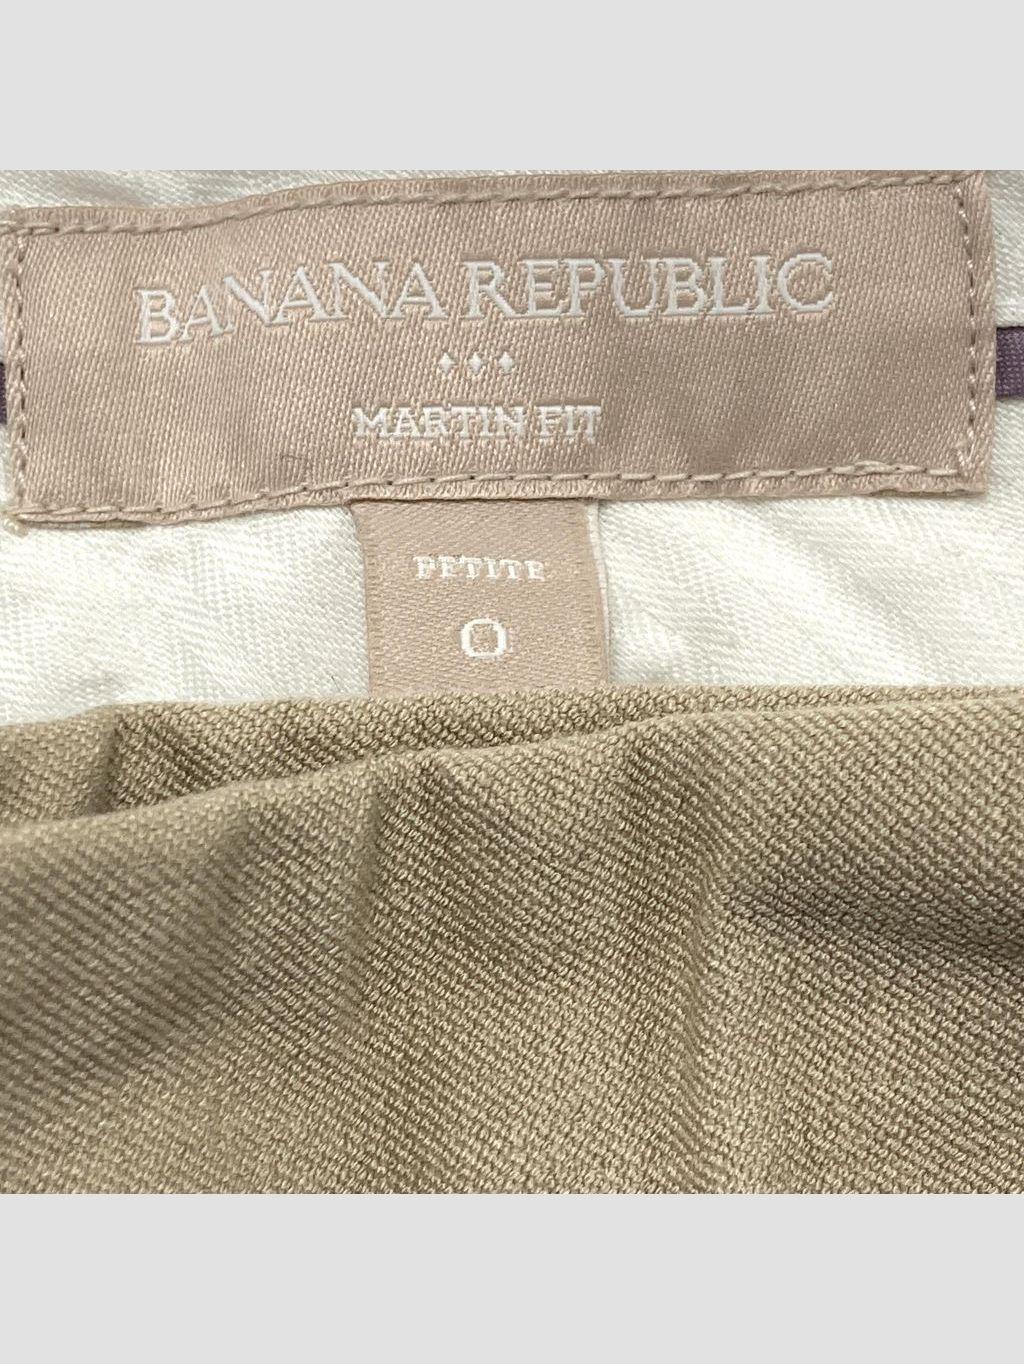 BANANA REPUBLIC
MARTIN FIT
PETITE
0